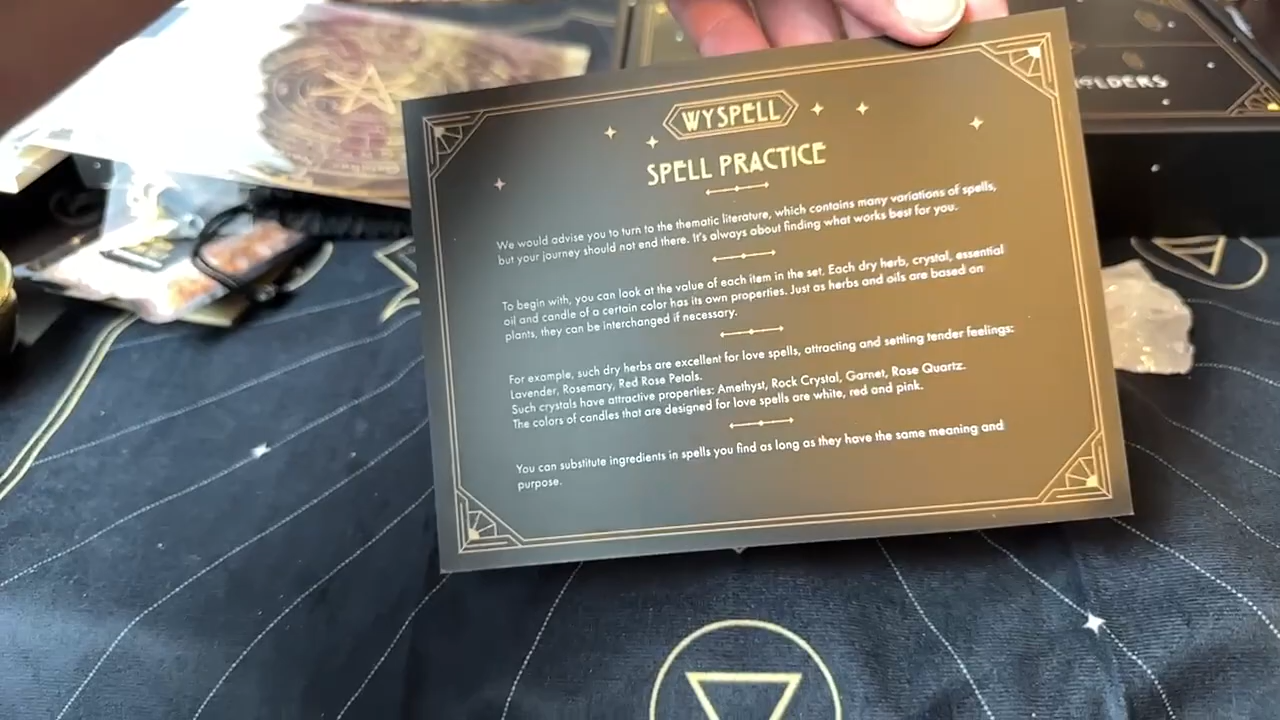 OLDERS
WYSPELL
SPELL PRACTICE
We would advise you to turn to the thematic literature, which contains many variations of spells,
but your journey should not end there. It's always about finding what works best for you.
To begin with, you can look at the value of each item in the set. Each dry herb, crystal, essential
oil and candle of a certain color has its own properties. Just as herbs and oils are based on
plants, they can be interchanged if necessary.
For example, such dry herbs are excellent for love spells, attracting and settling tender feelings:
Lavender, Rosemary, Red Rose Petals.
Such crystals have attractive properties: Amethyst, Rock Crystal, Garnet, Rose Quartz.
The colors of candles that are designed for love spells are white, red and pink.
You can substitute ingredients in spells you find as long as they have the same meaning and
purpose.